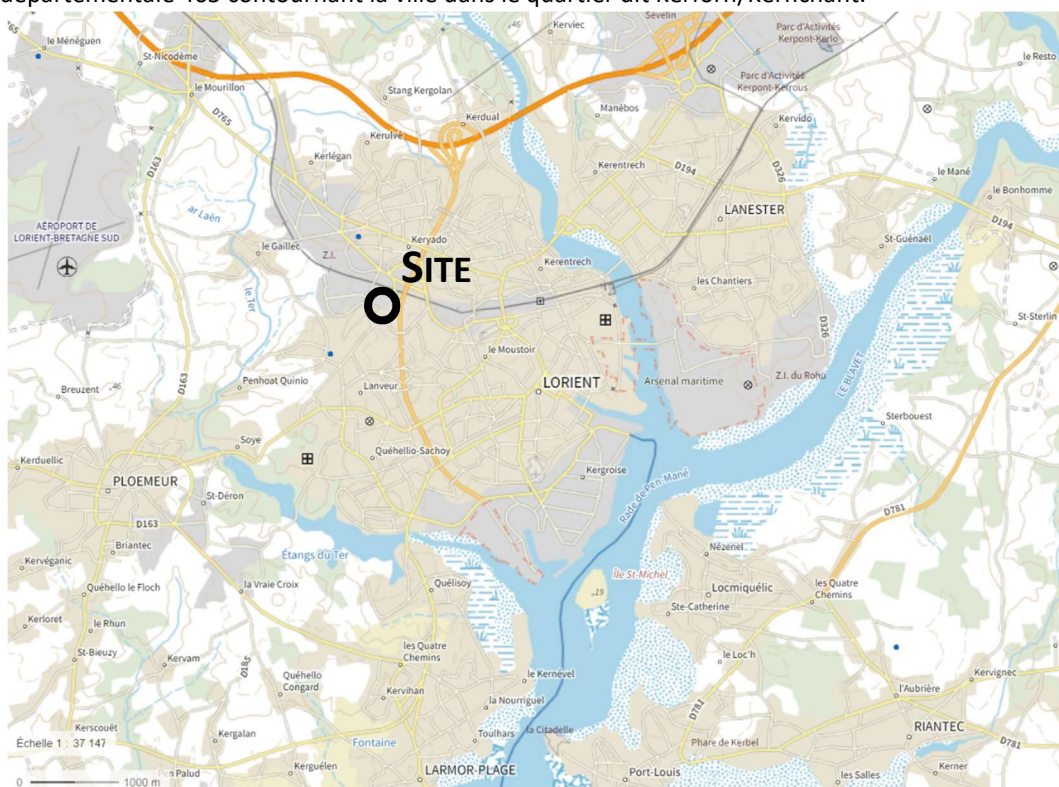 départementale 465 contournant la ville dans le quartier dit Kerforn/Kerhichant.
le Ménéguen
St-Nicodème
le Mourillon
D765
D163
Kerviec
46
Sevelin
Parc d'Activités
Kerpont-Kerlo
le Resto
Parc d'Activités
Kerpont-Kerrous
Stang Kergolan
Kerdual
Manébos
Kerulvé
Kervido
Kerlégan
Kerentrech
D194
D326
le Mané
le Bonhomme
ar Laën
LANESTER
D194
AÉROPORT DE
LORIENT-BRETAGNE SUD
le Gaillec
Z.I.
Keryado
St-Guénaël
SITE
Kerentrech
les Chantiers
le Ter
St-Sterlin
D326
le Moustoir
LE BLAVET
Breuzent
46
Penhoat Quinio
D163
Lanveur
LORIENT
Arsenal maritime
Z.I. du Rohu
Sterbouest
Soye
Quéhellio-Sachoy
Kerduellic
Kergroise
PLOEMEUR
St-Déron
Rade de Pen-Mané
D781
D163
Briantec
Étangs du Ter
Nézenel
Kervéganic
Quéhello le Floch
la Vraie Croix
Quélisoy
Île St-Michel
19
Locmiquélic
les Quatre
Chemins
Ste-Catherine
Kerloret
le Rhun
St-Bieuzy
Kervam
D185
les Quatre
Chemins
le Loc'h
Kervignec
Quéhello
Congard
Kervihan
le Kernével
D781
l'Aubrière
la Nourriguel
Kerscouët
Kergalan
Toulhars
la Citadelle
RIANTEC
Échelle 1 : 37 147
Fontaine
Phare de Kerbel
D781
0
1000 m
Palud
Kerguélen
LARMOR-PLAGE
Port-Louis
les Salles
Kerner